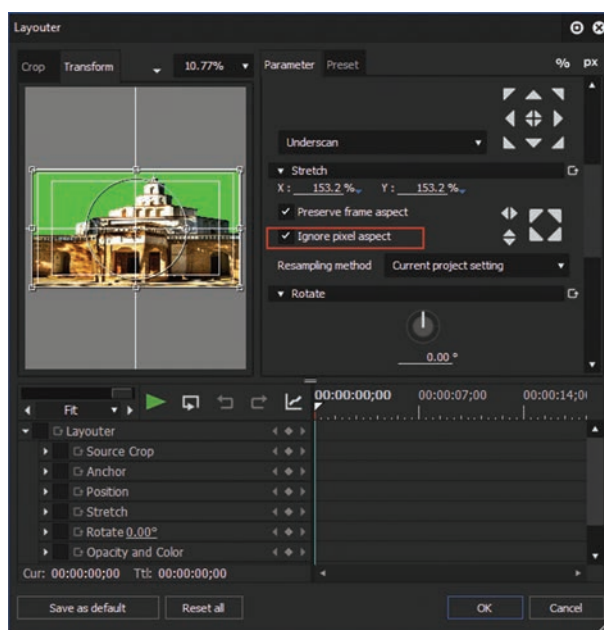 Layouter
Crop Transform 10.77% Parameter Preset % px
Underscan
Stretch
X : 153.2 % Y : 153.2 %
Preserve frame aspect
Ignore pixel aspect
Resampling method Current project setting
Rotate
0.00 °
00:00:00;00 00:00:07;00 00:00:14;0
Fit
Layouter
Source Crop
Anchor
Position
Stretch
Rotate 0.00°
Opacity and Color
Cur: 00:00:00;00 Ttl: 00:00:00;00
Save as default Reset all OK Cancel